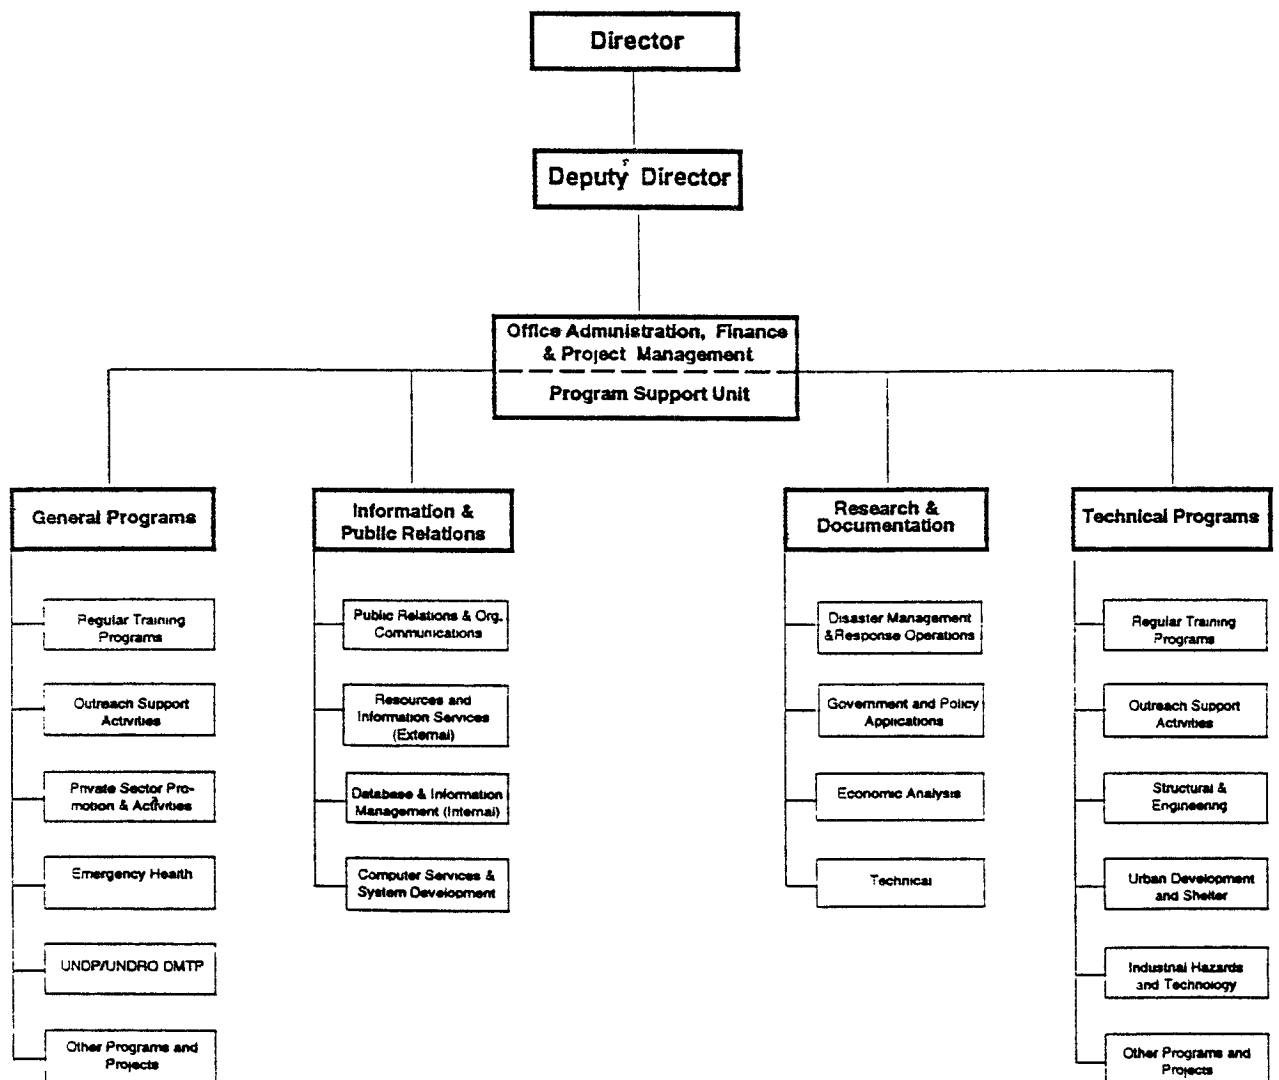 Director
Deputy Director
Office Administration, Finance
& Project Management
Program Support Unit
General Programs
Regular Training
Programs
Outreach Support
Activities
Private Sector Pro-
motion & Activities
Emergency Health
UNDP/UNDRO DMTP
Other Programs and
Projects
Information &
Public Relations
Public Relations & Org.
Communications
Resources and
Information Services
(External)
Database & Information
Management (Internal)
Computer Services &
System Development
Research &
Documentation
Disaster Management
&Response Operations
Government and Policy
Applications
Economic Analysis
Technical
Technical Programs
Regular Training
Programs
Outreach Support
Activities
Structural &
Engineering
Urban Development
and Shelter
Industrial Hazards
and Technology
Other Programs and
Projects